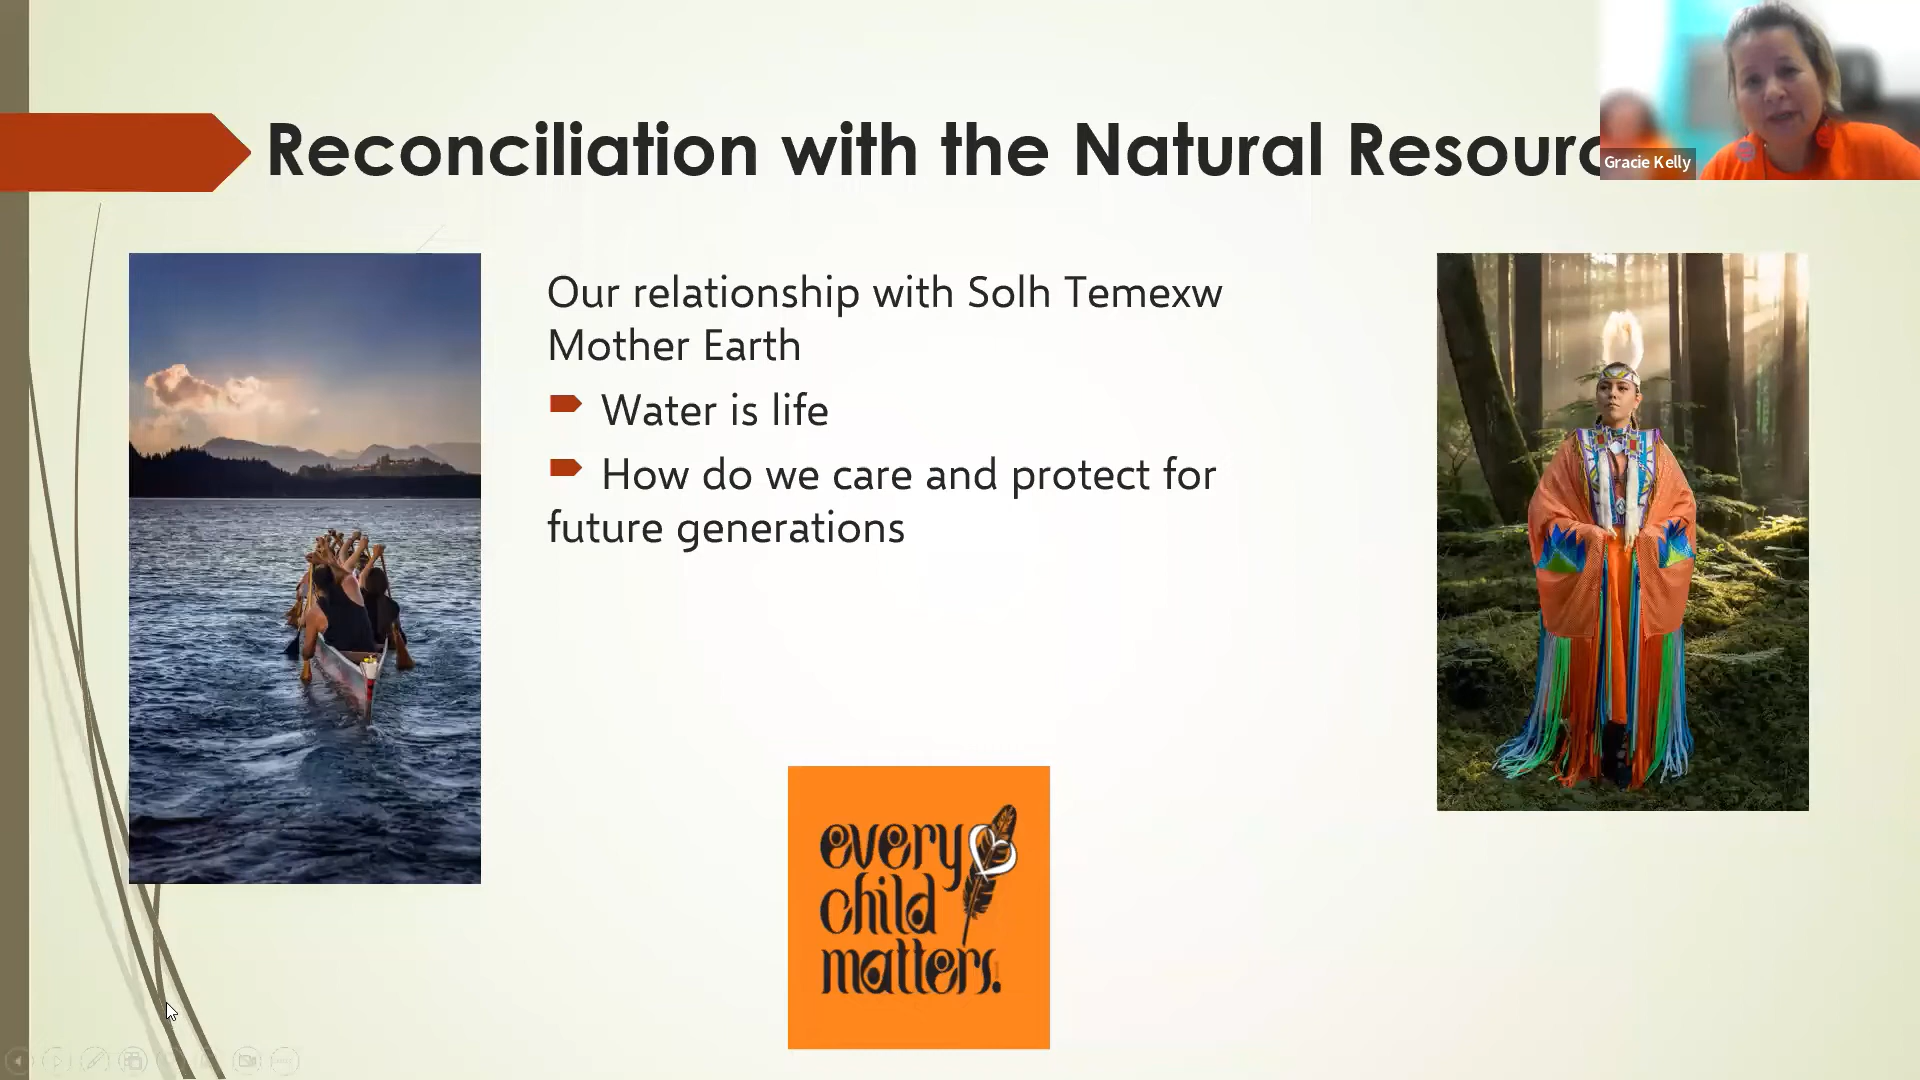 Reconciliation with the Natural
Gracie Kelly
Our relationship with Solh Temexw
Mother Earth
Water is life
How do we care and protect for
future generations
every
child
matters.